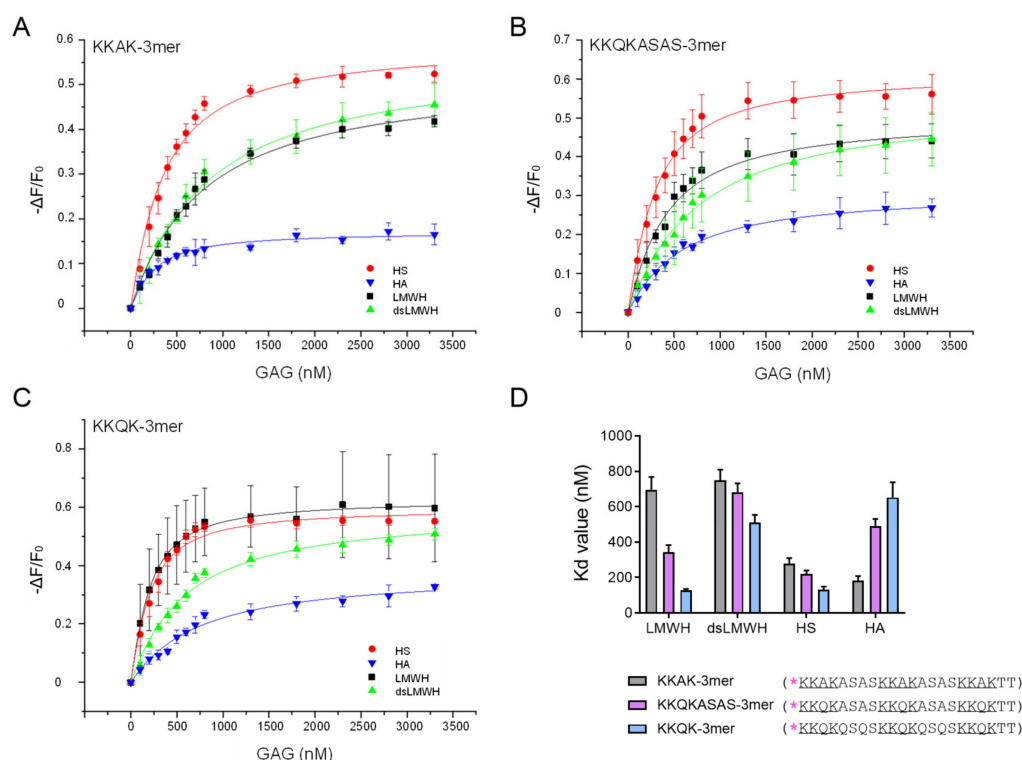 A
KKAK-3mer
0.6
0.5
0.4
0.3
0.2
0.1
0
-ΔF/F0
0 500 1000 1500 2000 2500 3000 3500
GAG (nM)
HS
HA
LMWH
dsLMWH
B
KKQKASAS-3mer
0.7
0.6
0.5
0.4
0.3
0.2
0.1
0
-ΔF/F0
0 500 1000 1500 2000 2500 3000 3500
GAG (nM)
HS
HA
LMWH
dsLMWH
C
KKQK-3mer
0.8
0.6
0.4
0.2
0
-ΔF/F0
0 500 1000 1500 2000 2500 3000 3500
GAG (nM)
HS
HA
LMWH
dsLMWH
D
1000
800
600
400
200
0
Kd value (nM)
LMWH dsLMWH HS HA
KKAK-3mer (*KKAKASASKKAKASASKKAKTT)
KKQKASAS-3mer (*KKQKASASKKQKASASKKQKTT)
KKQK-3mer (*KKQKQSQSKKQKQSQSKKQKTT)